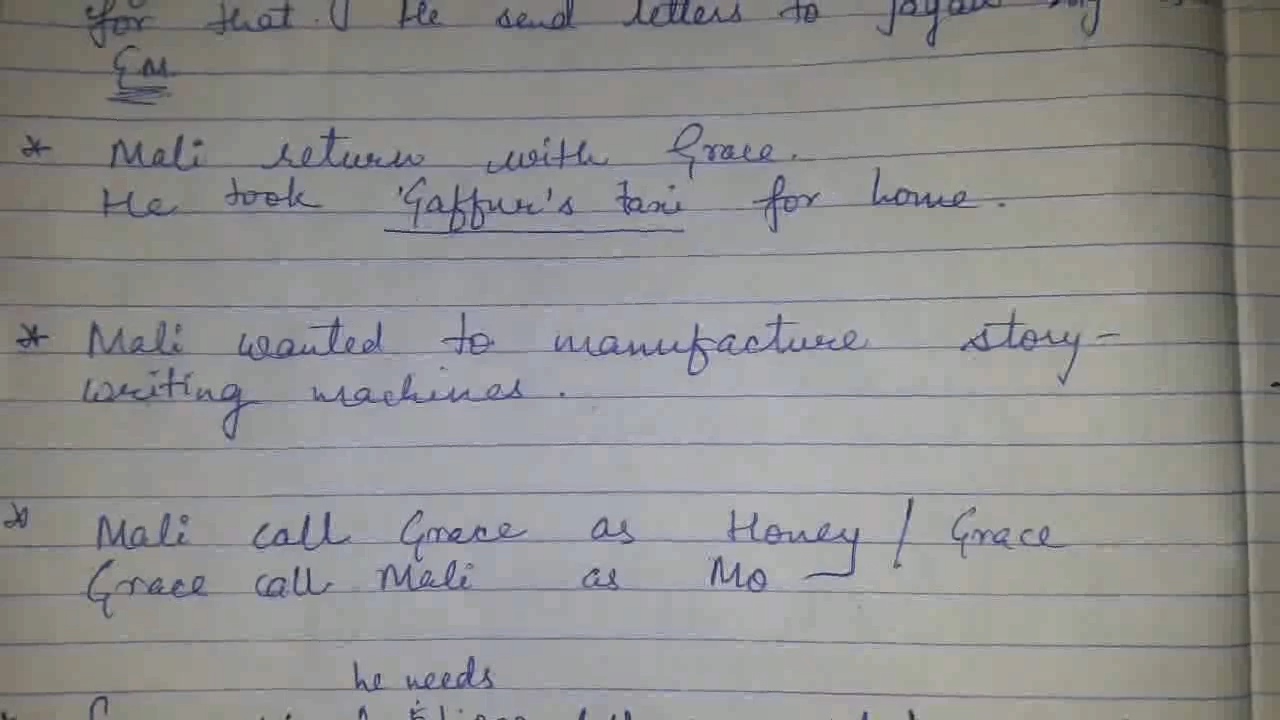 for that. He send letters to
* Mali return with Grace.
He took 'Gaffur's taxi for home.
* Mali wanted to manufacture story-
writing machines.
* Mali call Grace as Honey / Grace
Grace call Mali as Mo
he needs